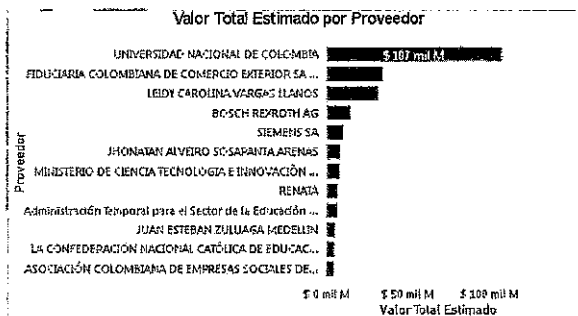 Valor Total Estimado por Proveedor
UNIVERSIDAD NACIONAL DE COLOMBIA
$ 107 mil M
FIDUCIARIA COLOMBIANA DE COMERCIO EXTERIOR SA ...
LEIDY CAROLINA VARGAS LLANOS
BOSCH REXROTH AG
SIEMENS SA
JHONATAN ALVEIRO SOSAPANTA ARENAS
MINISTERIO DE CIENCIA TECNOLOGIA E INNOVACIÓN ...
RENATA
Administración Temporal para el Sector de la Educación ...
JUAN ESTEBAN ZULUAGA MEDELLIN
LA CONFEDERACIÓN NACIONAL CATÓLICA DE EDUCAC...
ASOCIACIÓN COLOMBIANA DE EMPRESAS SOCIALES DE...
Proveedor
$ 0 mil M $ 50 mil M $ 100 mil M
Valor Total Estimado